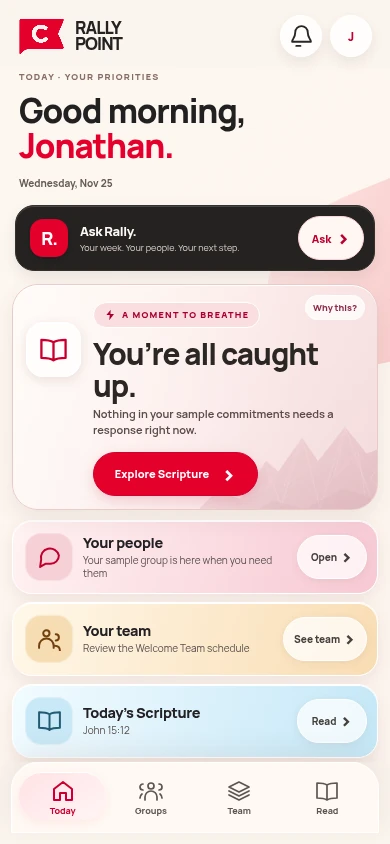 C
RALLY
POINT
J
TODAY · YOUR PRIORITIES
Good morning,
Jonathan.
Wednesday, Nov 25
R.
Ask Rally.
Your week. Your people. Your next step.
Ask
Why this?
A MOMENT TO BREATHE
You're all caught
up.
Nothing in your sample commitments needs a
response right now.
Explore Scripture
Your people
Your sample group is here when you need
them
Open
Your team
Review the Welcome Team schedule
See team
Today's Scripture
John 15:12
Read
Today
Groups
Team
Read